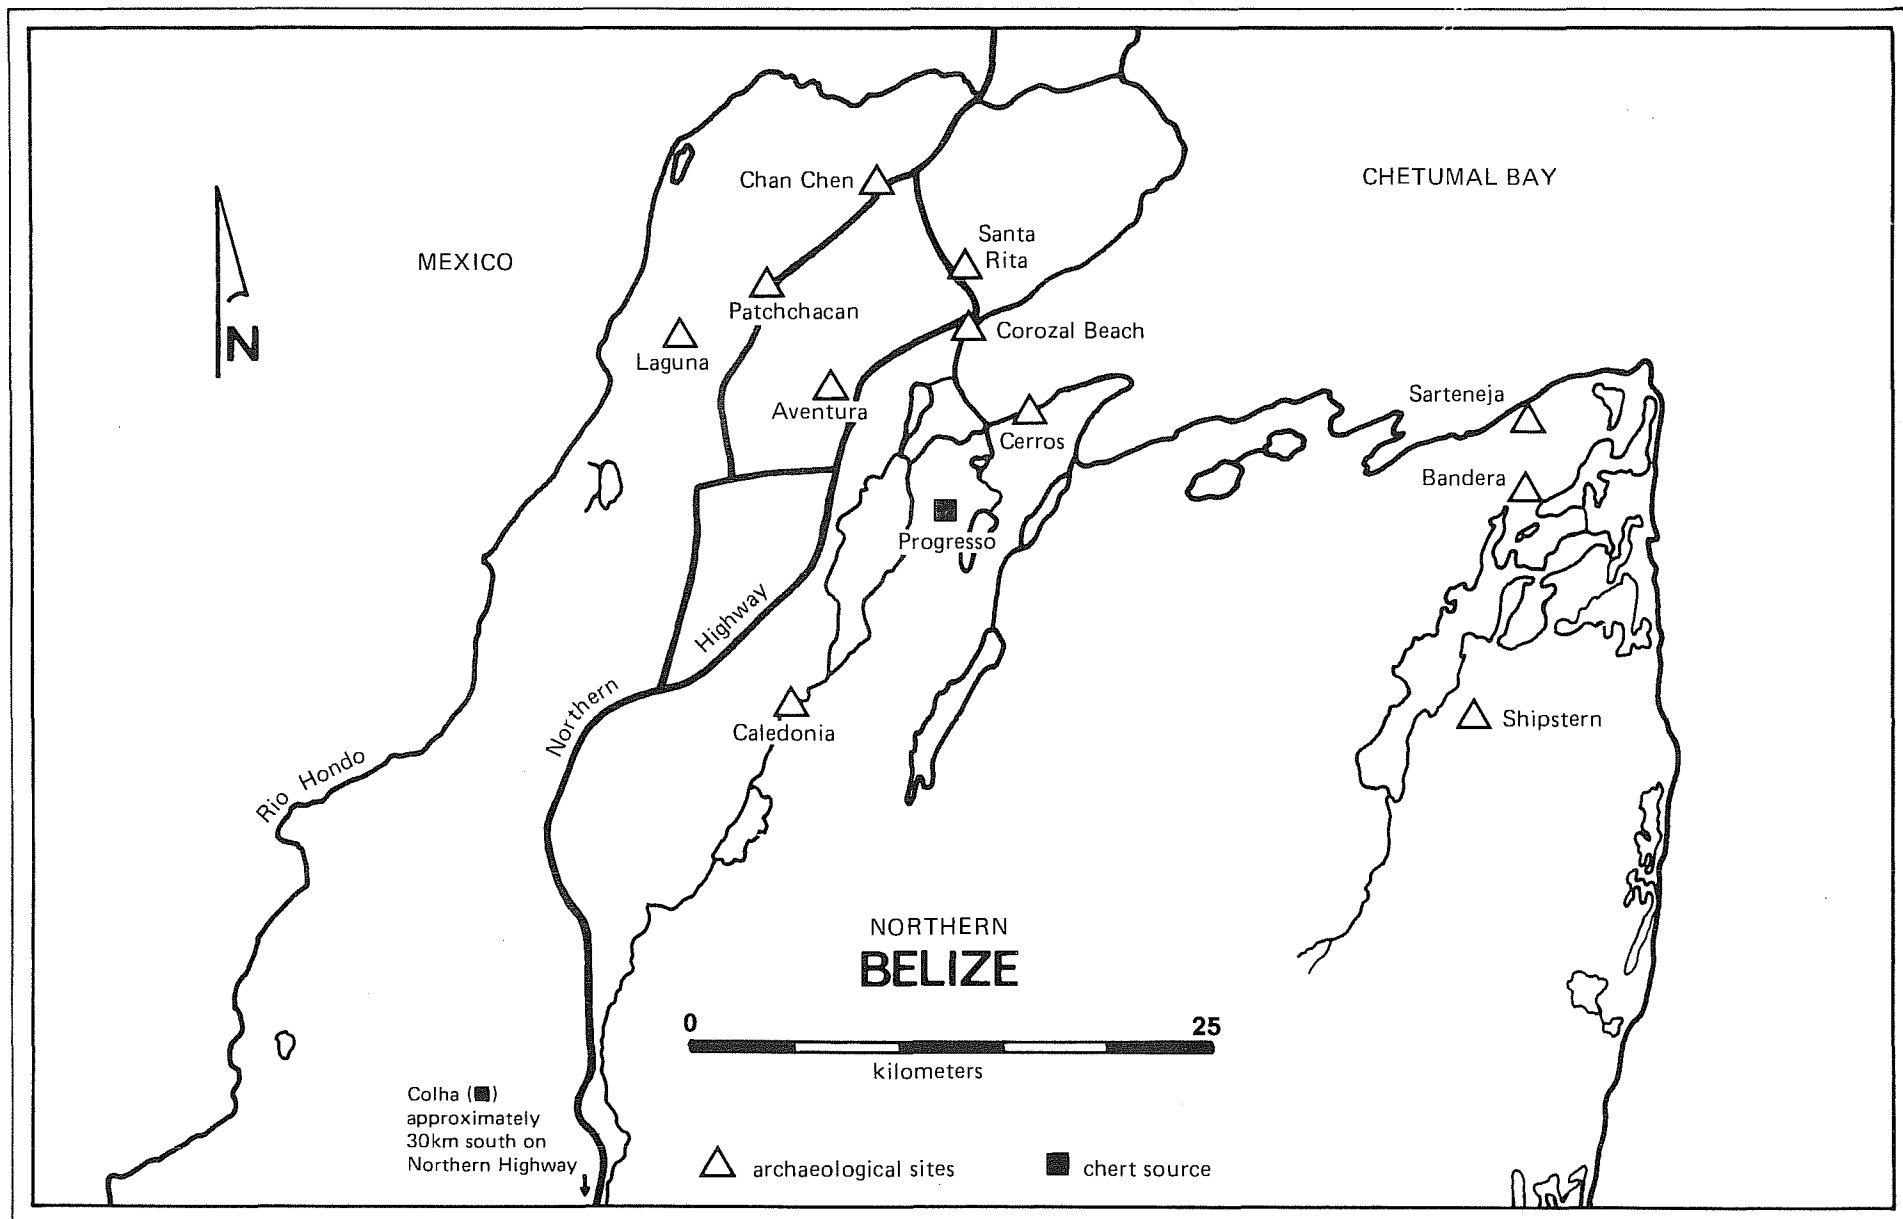 CHETUMAL BAY
Chan Chen
Santa
Rita
MEXICO
Patchchacan
N
Corozal Beach
Laguna
Sarteneja
Aventura
Cerros
Bandera
Progresso
Highway
Northern
Shipstern
Caledonia
Rio Hondo
NORTHERN
BELIZE
0 25
kilometers
Colha (■)
approximately
30km south on
Northern Highway
archaeological sites
chert source